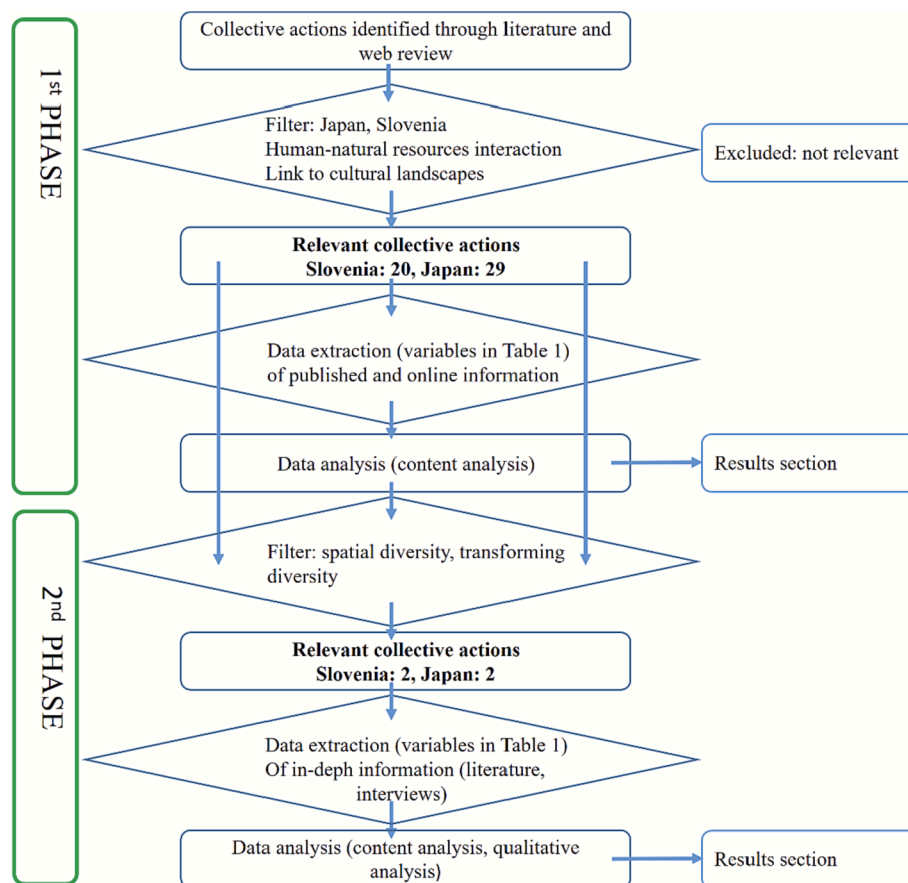 Collective actions identified through literature and
web review
1st PHASE
Filter: Japan, Slovenia
Human-natural resources interaction
Link to cultural landscapes
Excluded: not relevant
Relevant collective actions
Slovenia: 20, Japan: 29
Data extraction (variables in Table 1)
of published and online information
Data analysis (content analysis)
Results section
2nd PHASE
Filter: spatial diversity, transforming
diversity
Relevant collective actions
Slovenia: 2, Japan: 2
Data extraction (variables in Table 1)
Of in-deph information (literature,
interviews)
Data analysis (content analysis, qualitative
analysis)
Results section